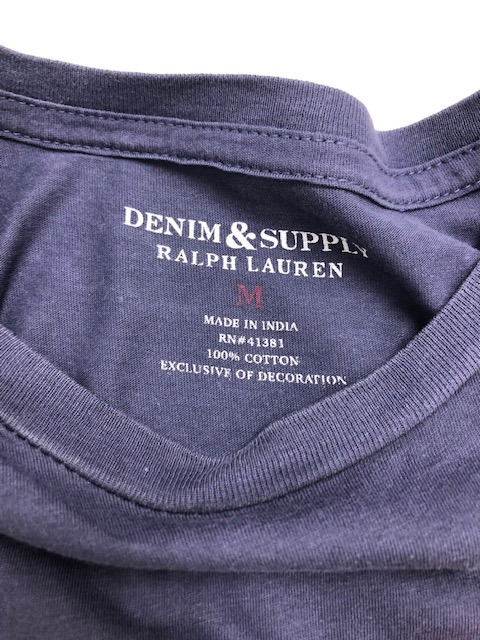 DENIM & SUPPLY
RALPH LAUREN
M
MADE IN INDIA
RN#41381
100% COTTON
EXCLUSIVE OF DECORATION